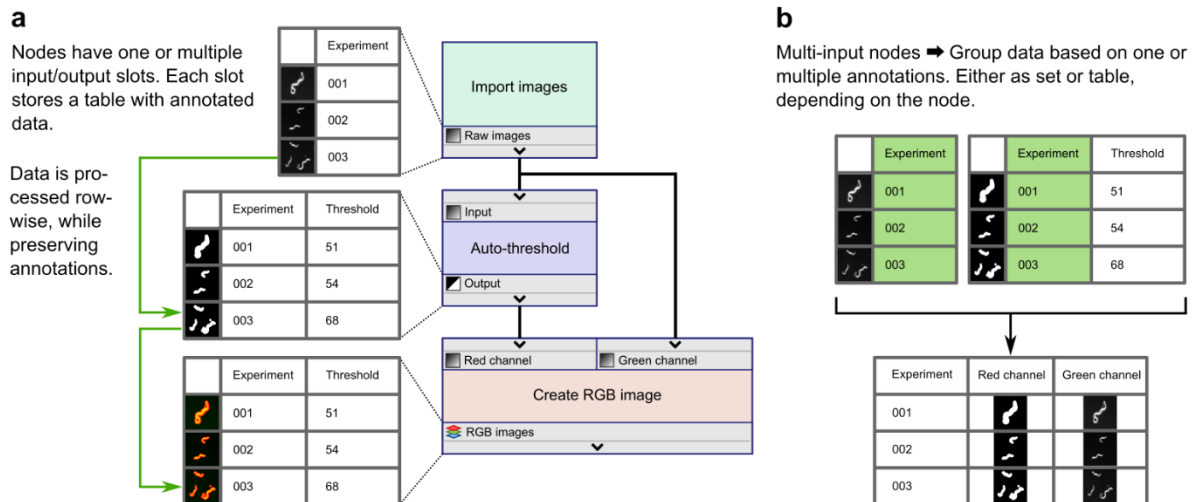 a
Nodes have one or multiple
input/output slots. Each slot
stores a table with annotated
data.
Data is pro-
cessed row-
wise, while
preserving
annotations.
Experiment
001
002
003
Import images
Raw images
Experiment Threshold
001 51
002 54
003 68
Input
Auto-threshold
Output
Experiment Threshold
001 51
002 54
003 68
Red channel Green channel
Create RGB image
RGB images
b
Multi-input nodes ➡ Group data based on one or
multiple annotations. Either as set or table,
depending on the node.
Experiment
001
002
003
Experiment Threshold
001 51
002 54
003 68
Experiment Red channel Green channel
001
002
003